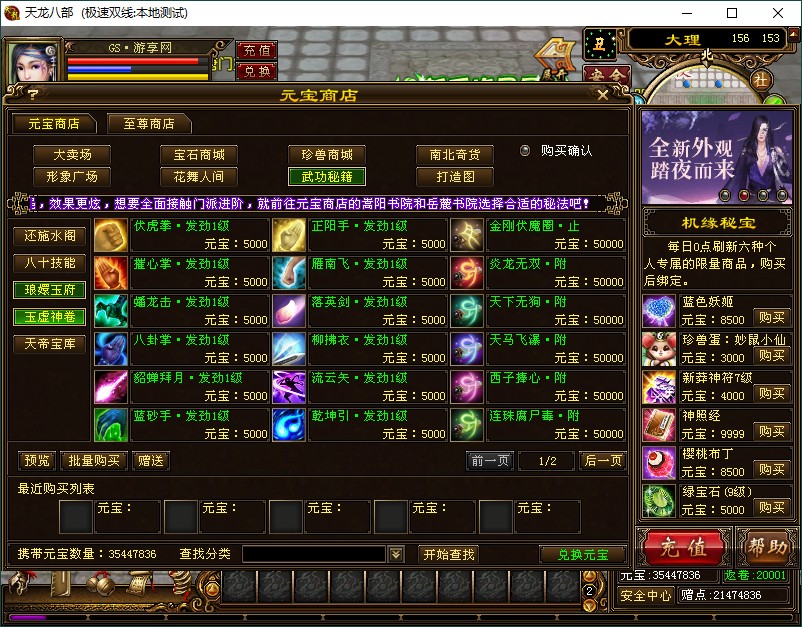 天龙八部 (极速双线:本地测试)
GS·游享网
充值
兑换
丑
大理
156 153
北
安全
社
?
元宝商店
元宝商店
至尊商店
大卖场
宝石商城
珍兽商城
南北奇货
购买确认
形象广场
花舞人间
武功秘籍
打造图
，效果更炫，想要全面接触门派进阶，就前往元宝商店的嵩阳书院和岳麓书院选择合适的秘法吧！
还施水阁
八十技能
琅嬛玉府
玉虚神卷
天帝宝库
伏虎拳·发劲1级
元宝：5000
正阳手·发劲1级
元宝：5000
金刚伏魔圈·止
元宝：50000
摧心掌·发劲1级
元宝：5000
雁南飞·发劲1级
元宝：5000
炎龙无双·附
元宝：50000
蟠龙击·发劲1级
元宝：5000
落英剑·发劲1级
元宝：5000
天下无狗·附
元宝：50000
八卦掌·发劲1级
元宝：5000
柳拂衣·发劲1级
元宝：5000
天马飞瀑·附
元宝：50000
貂蝉拜月·发劲1级
元宝：5000
流云矢·发劲1级
元宝：5000
西子捧心·附
元宝：50000
蓝砂手·发劲1级
元宝：5000
乾坤引·发劲1级
元宝：5000
连珠腐尸毒·附
元宝：50000
预览
批量购买
赠送
前一页
1/2
后一页
最近购买列表
元宝：
元宝：
元宝：
元宝：
元宝：
携带元宝数量：35447836
查找分类
开始查找
兑换元宝
全新外观
踏夜而来
机缘秘宝
每日0点刷新六种个
人专属的限量商品，购买
后绑定。
蓝色妖姬
元宝：8500
购买
珍兽蛋：妙鼠小仙
元宝：3000
购买
新莽神符7级
元宝：4000
购买
神照经
元宝：9999
购买
樱桃布丁
元宝：8500
购买
绿宝石(9级)
元宝：5000
购买
充值
帮助
元宝:35447836
返卷:20001
安全中心
赠点:21474836
2